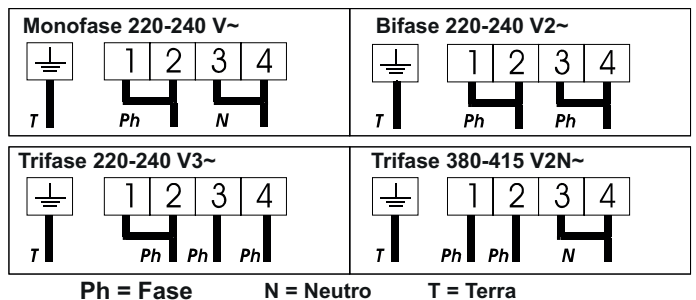 Monofase 220-240 V~
1 2 3 4
T Ph N
Bifase 220-240 V2~
1 2 3 4
T Ph Ph
Trifase 220-240 V3~
1 2 3 4
T Ph Ph Ph
Trifase 380-415 V2N~
1 2 3 4
T Ph Ph N
Ph = Fase N = Neutro T = Terra